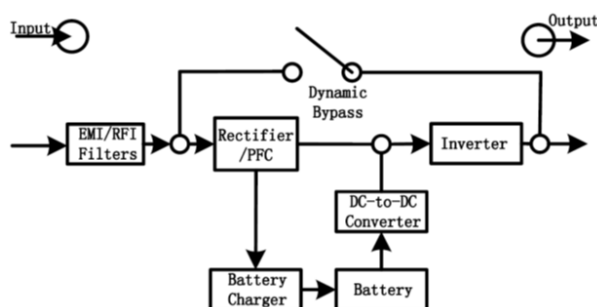 Input
Output
Dynamic
Bypass
EMI/RFI
Filters
Rectifier
/PFC
Inverter
DC-to-DC
Converter
Battery
Charger
Battery